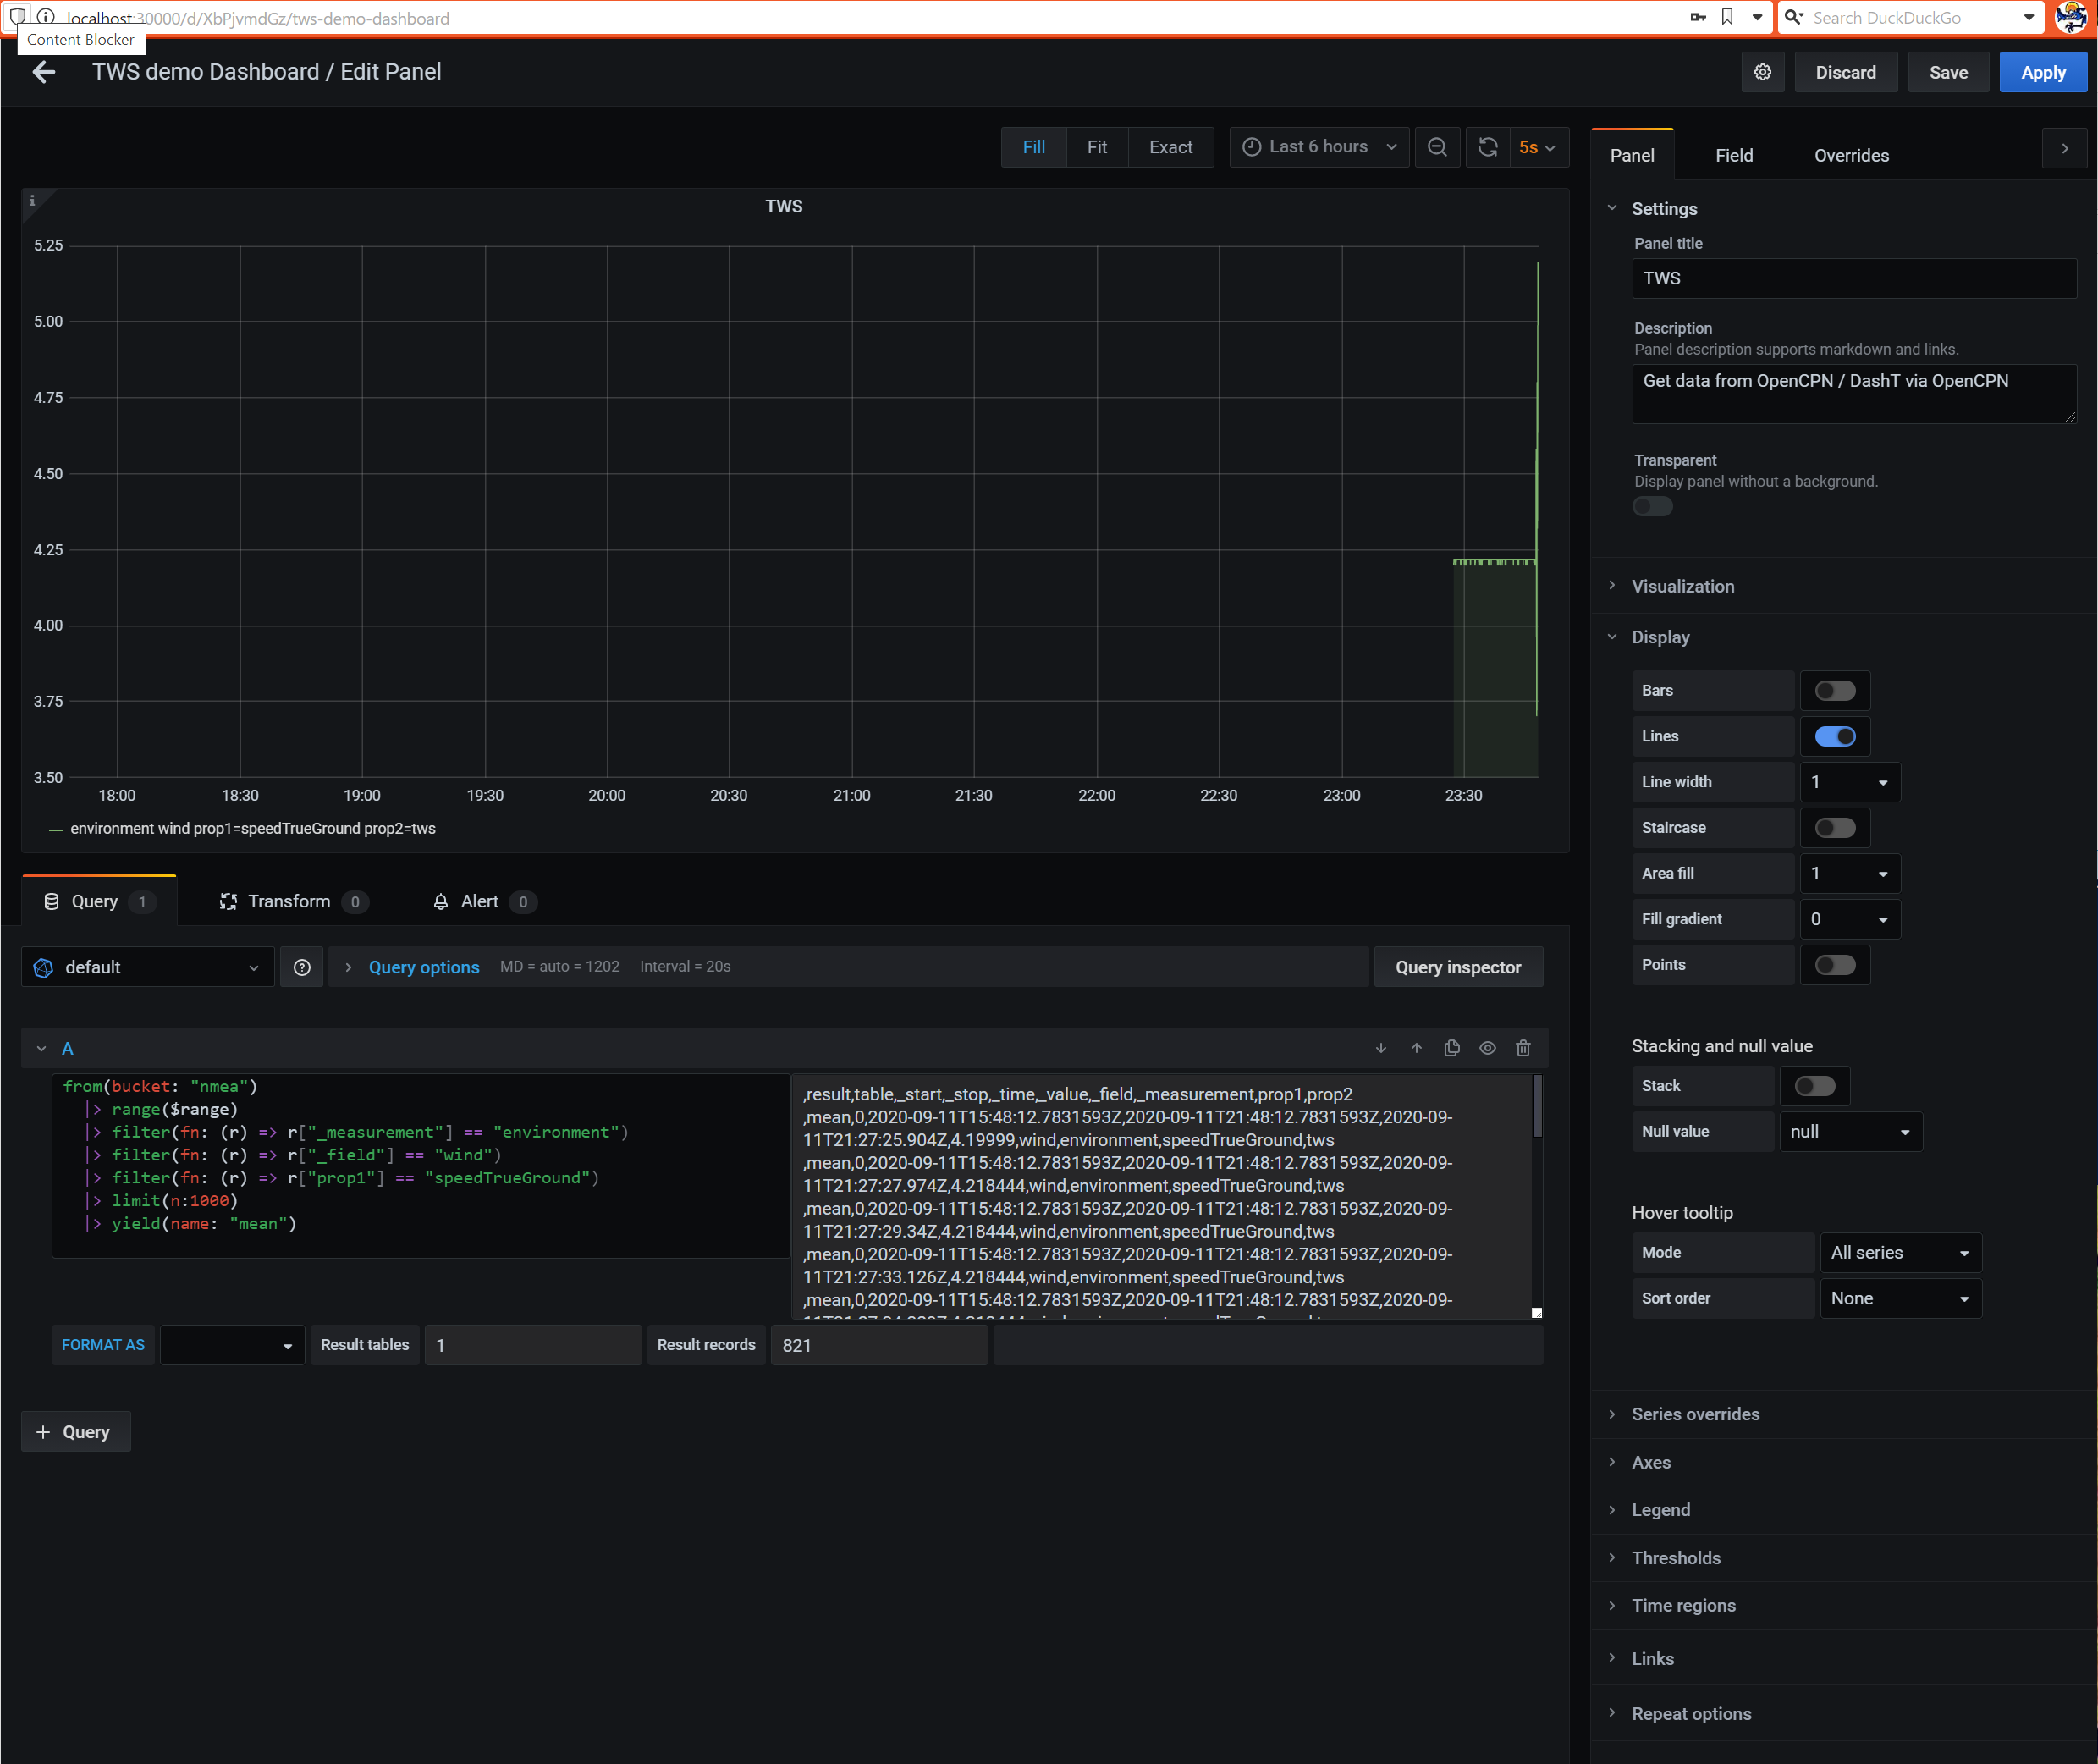 localhost:30000/d/XbPjvmdGz/tws-demo-dashboard
Search DuckDuckGo
Content Blocker
TWS demo Dashboard / Edit Panel
Discard
Save
Apply
Fill
Fit
Exact
Last 6 hours
5s
TWS
5.25
5.00
4.75
4.50
4.25
4.00
3.75
3.50
18:00 18:30 19:00 19:30 20:00 20:30 21:00 21:30 22:00 22:30 23:00 23:30
environment wind prop1=speedTrueGround prop2=tws
Query 1
Transform 0
Alert 0
default
Query options MD = auto = 1202 Interval = 20s
Query inspector
A
from(bucket: "nmea")
|> range($range)
|> filter(fn: (r) => r["_measurement"] == "environment")
|> filter(fn: (r) => r["_field"] == "wind")
|> filter(fn: (r) => r["prop1"] == "speedTrueGround")
|> limit(n:1000)
|> yield(name: "mean")
,result,table,_start,_stop,_time,_value,_field,_measurement,prop1,prop2
,mean,0,2020-09-11T15:48:12.7831593Z,2020-09-11T21:48:12.7831593Z,2020-09-
11T21:27:25.904Z,4.19999,wind,environment,speedTrueGround,tws
,mean,0,2020-09-11T15:48:12.7831593Z,2020-09-11T21:48:12.7831593Z,2020-09-
11T21:27:27.974Z,4.218444,wind,environment,speedTrueGround,tws
,mean,0,2020-09-11T15:48:12.7831593Z,2020-09-11T21:48:12.7831593Z,2020-09-
11T21:27:29.34Z,4.218444,wind,environment,speedTrueGround,tws
,mean,0,2020-09-11T15:48:12.7831593Z,2020-09-11T21:48:12.7831593Z,2020-09-
11T21:27:33.126Z,4.218444,wind,environment,speedTrueGround,tws
,mean,0,2020-09-11T15:48:12.7831593Z,2020-09-11T21:48:12.7831593Z,2020-09-
FORMAT AS
Result tables 1
Result records 821
+ Query
Panel
Field
Overrides
Settings
Panel title
TWS
Description
Panel description supports markdown and links.
Get data from OpenCPN / DashT via OpenCPN
Transparent
Display panel without a background.
Visualization
Display
Bars
Lines
Line width 1
Staircase
Area fill 1
Fill gradient 0
Points
Stacking and null value
Stack
Null value null
Hover tooltip
Mode All series
Sort order None
Series overrides
Axes
Legend
Thresholds
Time regions
Links
Repeat options